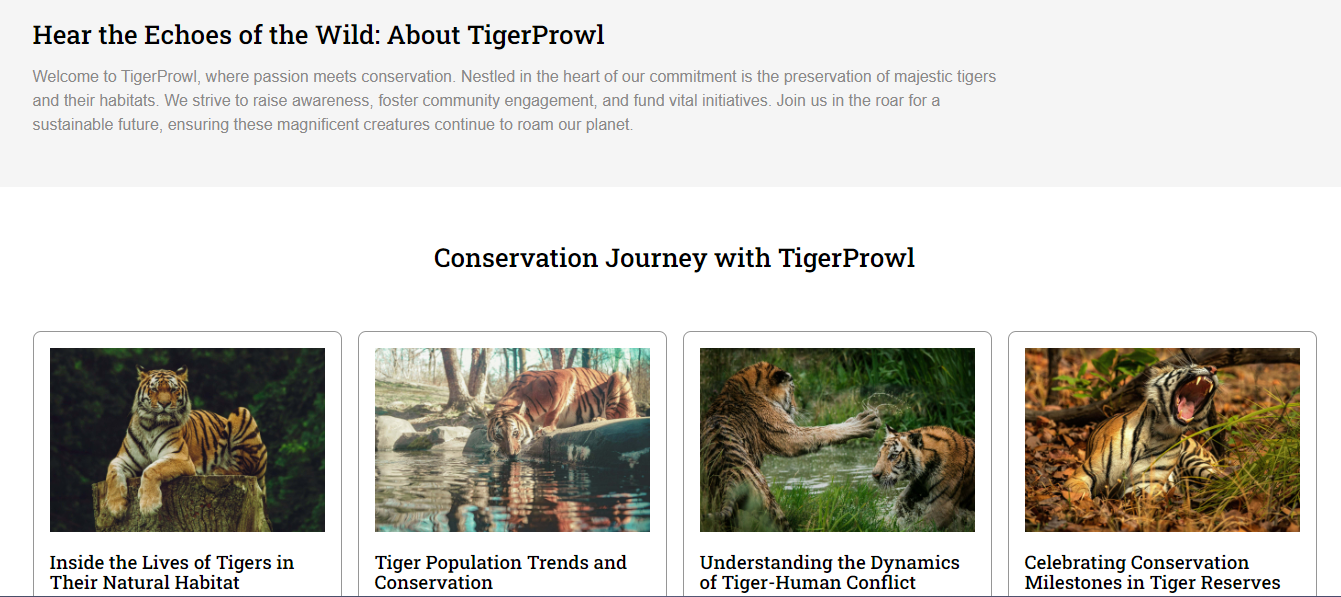 Hear the Echoes of the Wild: About TigerProwl
Welcome to TigerProwl, where passion meets conservation. Nestled in the heart of our commitment is the preservation of majestic tigers
and their habitats. We strive to raise awareness, foster community engagement, and fund vital initiatives. Join us in the roar for a
sustainable future, ensuring these magnificent creatures continue to roam our planet.
Conservation Journey with TigerProwl
Inside the Lives of Tigers in
Their Natural Habitat
Tiger Population Trends and
Conservation
Understanding the Dynamics
of Tiger-Human Conflict
Celebrating Conservation
Milestones in Tiger Reserves